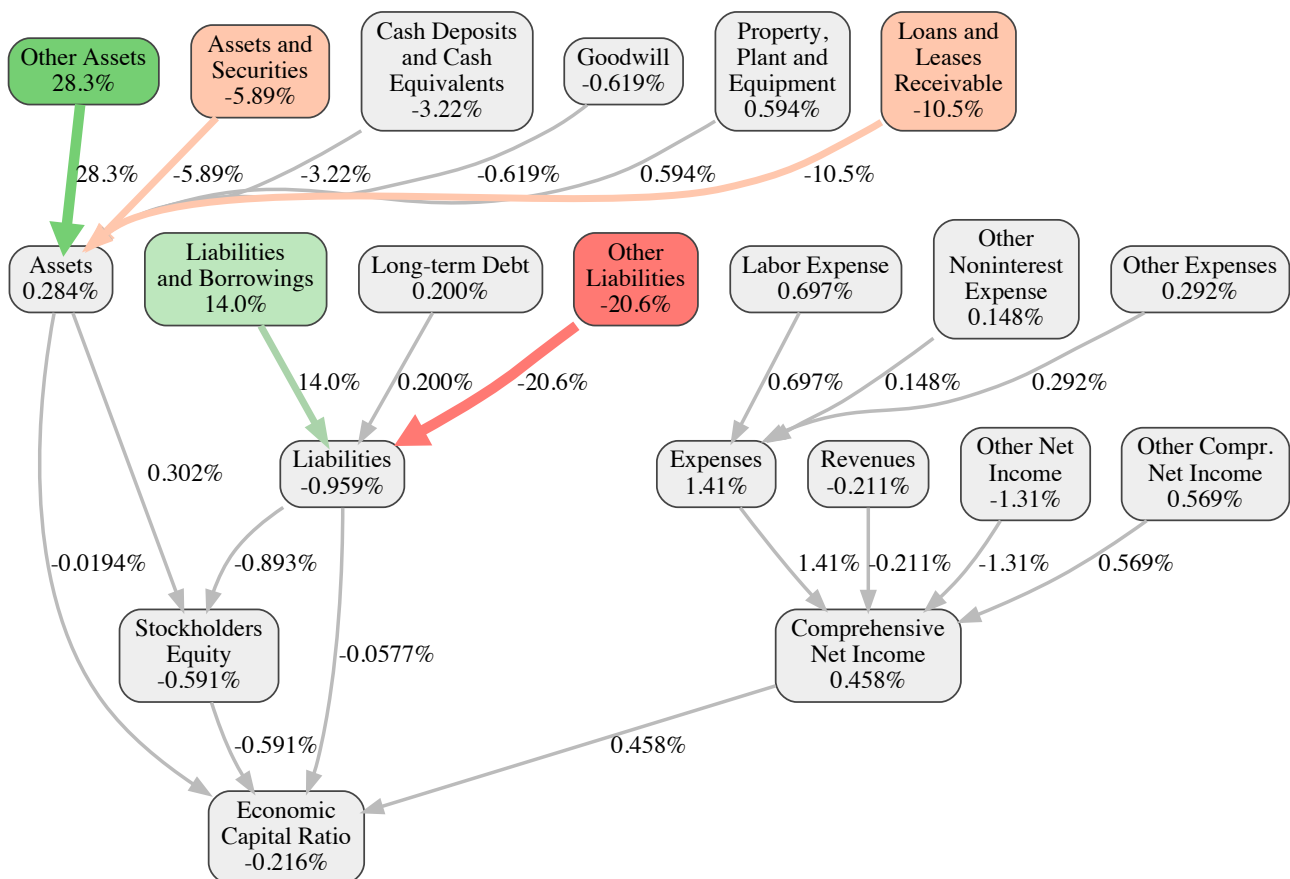 Other Assets
28.3%
Assets and
Securities
-5.89%
Cash Deposits
and Cash
Equivalents
-3.22%
Goodwill
-0.619%
Property,
Plant and
Equipment
0.594%
Loans and
Leases
Receivable
-10.5%
28.3%
-5.89%
-3.22%
-0.619%
0.594%
-10.5%
Assets
0.284%
Liabilities
and Borrowings
14.0%
Long-term Debt
0.200%
Other
Liabilities
-20.6%
Labor Expense
0.697%
Other
Noninterest
Expense
0.148%
Other Expenses
0.292%
14.0%
0.200%
-20.6%
0.697%
0.148%
0.292%
0.302%
Liabilities
-0.959%
Expenses
1.41%
Revenues
-0.211%
Other Net
Income
-1.31%
Other Compr.
Net Income
0.569%
-0.0194%
-0.893%
1.41%
-0.211%
-1.31%
0.569%
Stockholders
Equity
-0.591%
-0.0577%
Comprehensive
Net Income
0.458%
-0.591%
0.458%
Economic
Capital Ratio
-0.216%